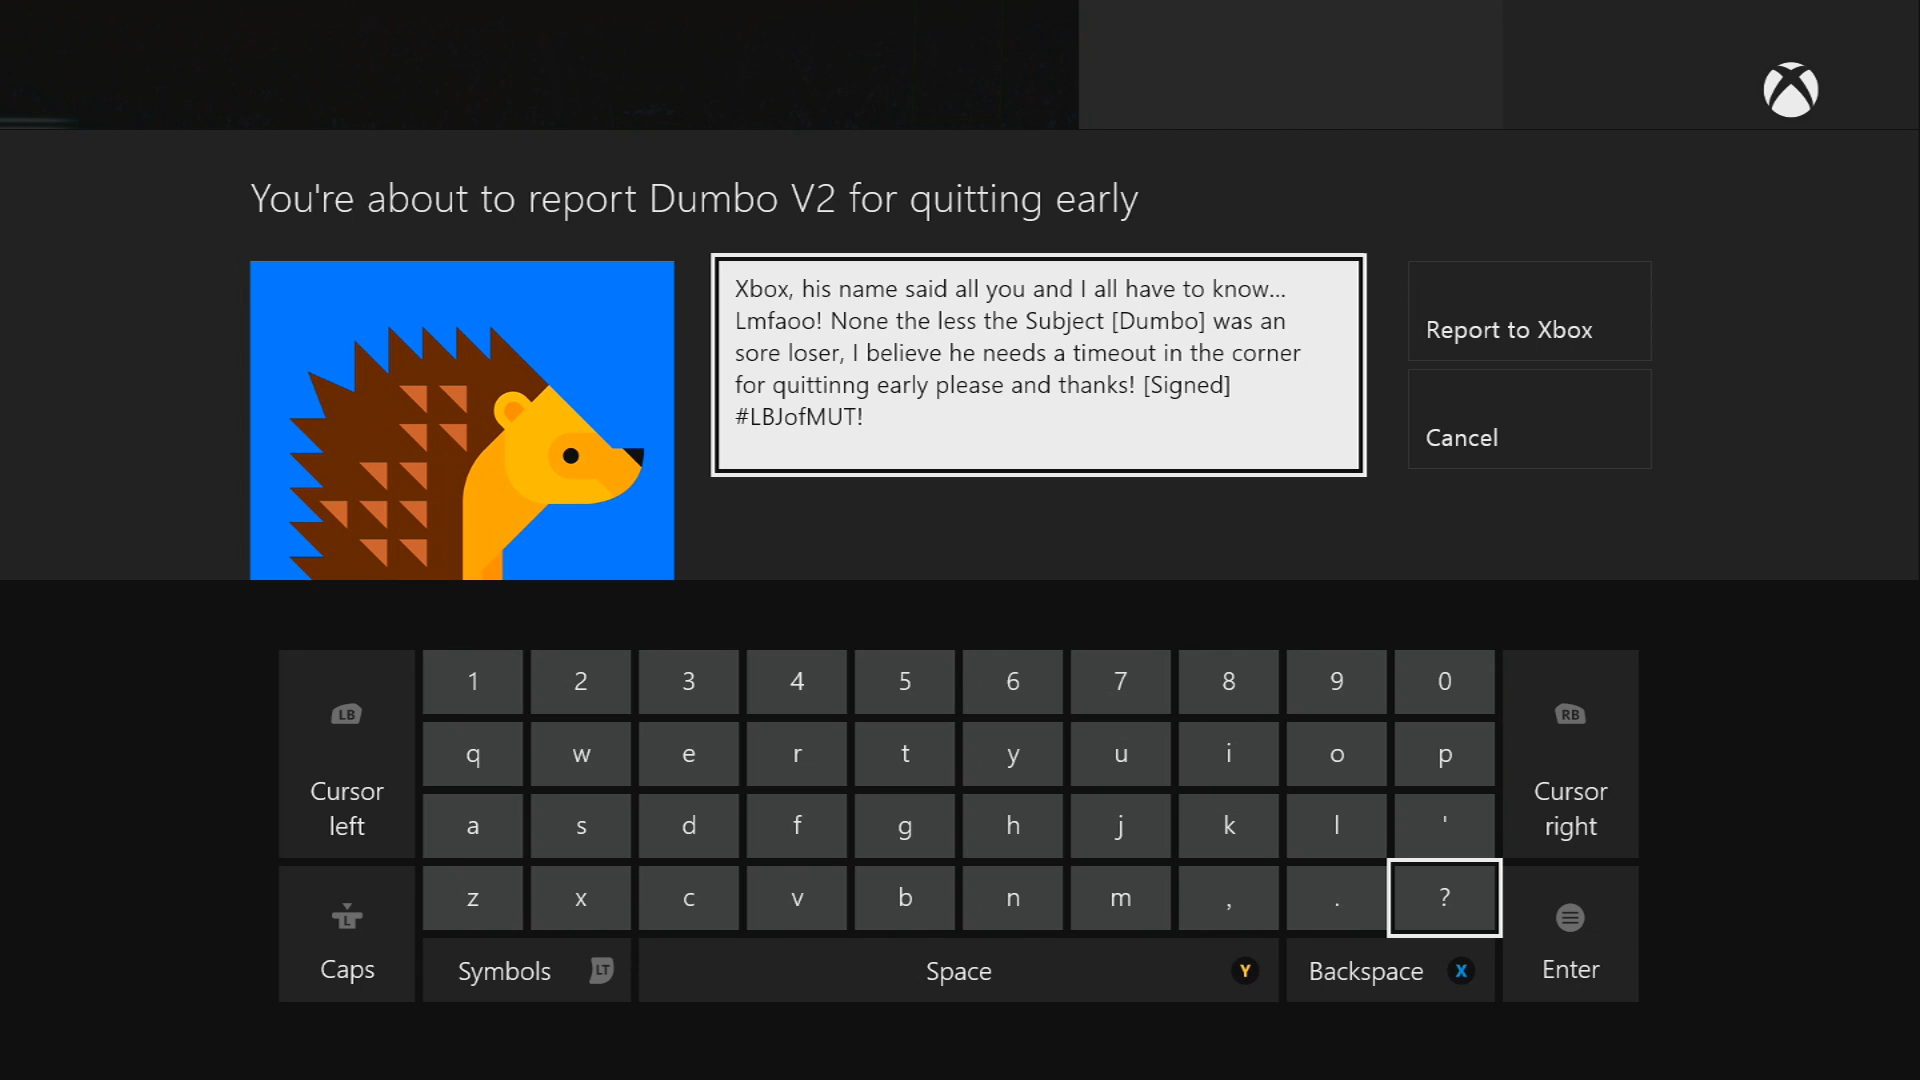 You're about to report Dumbo V2 for quitting early
Xbox, his name said all you and I all have to know...
Lmfaoo! None the less the Subject [Dumbo] was an
sore loser, I believe he needs a timeout in the corner
for quittinng early please and thanks! [Signed]
#LBJofMUT!
Report to Xbox
Cancel
LB
Cursor
left
1 2 3 4 5 6 7 8 9 0
q w e r t y u i o p
a s d f g h j k l '
z x c v b n m , . ?
RB
Cursor
right
L
Caps
Symbols LT
Space Y
Backspace X
Enter